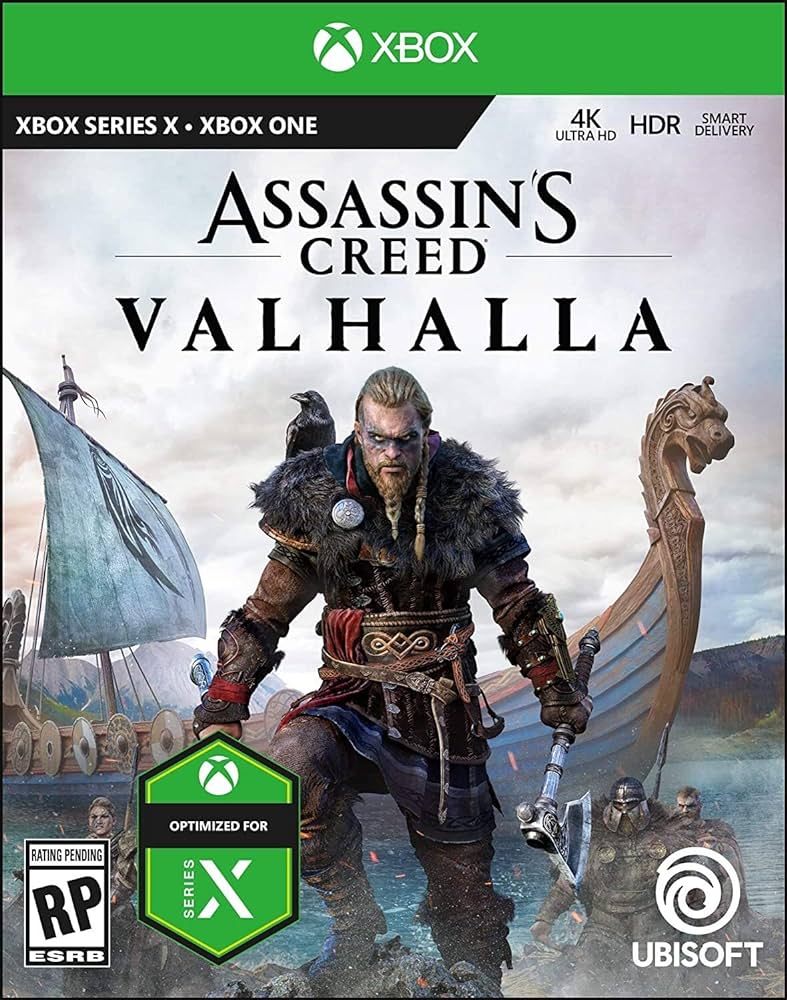 XBOX
XBOX SERIES X • XBOX ONE
4K
ULTRA HD
HDR
SMART
DELIVERY
ASSASSIN'S
CREED®
VALHALLA
OPTIMIZED FOR
SERIES
X
RATING PENDING
RP
ESRB
UBISOFT